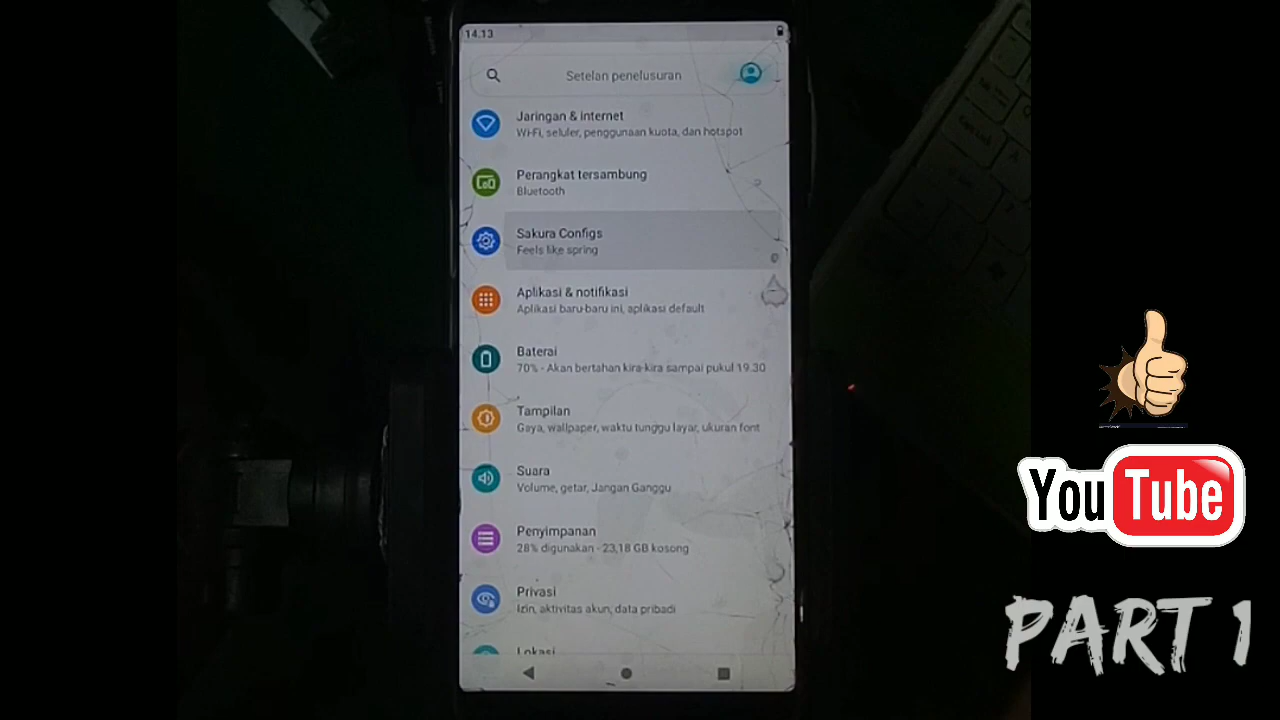 14.13
Setelan penelusuran
Jaringan & internet
Wi-Fi, seluler, penggunaan kuota, dan hotspot
Perangkat tersambung
Bluetooth
Sakura Configs
Feels like spring
Aplikasi & notifikasi
Aplikasi baru-baru ini, aplikasi default
Baterai
70% - Akan bertahan kira-kira sampai pukul 19.30
Tampilan
Gaya, wallpaper, waktu tunggu layar, ukuran font
Suara
Volume, getar, Jangan Ganggu
Penyimpanan
28% digunakan - 23,18 GB kosong
Privasi
Izin, aktivitas akun, data pribadi
Lokasi
YouTube
PART 1